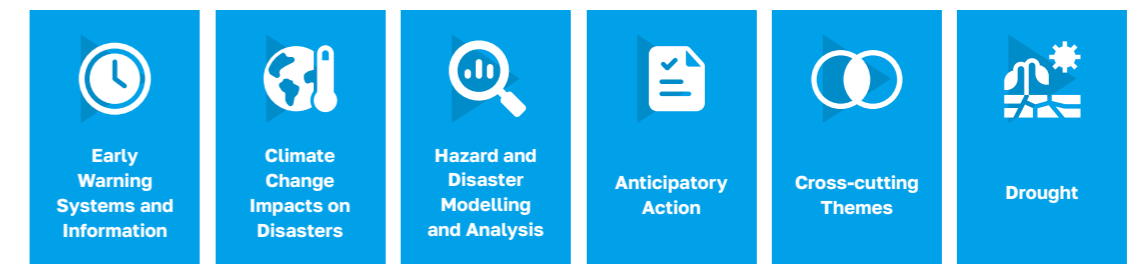 Early
Warning
Systems and
Information
Climate
Change
Impacts on
Disasters
Hazard and
Disaster
Modelling
and Analysis
Anticipatory
Action
Cross-cutting
Themes
Drought